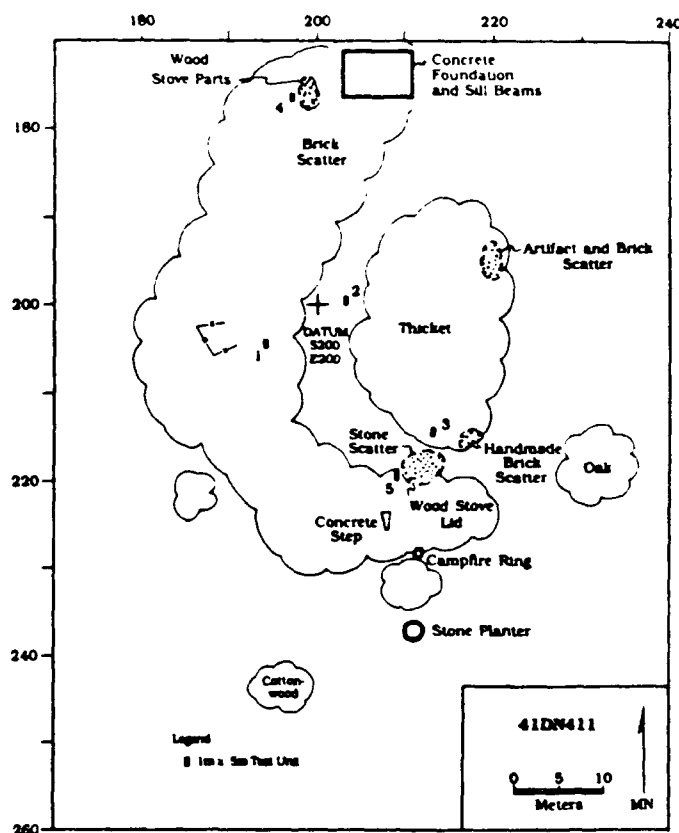 180
200
220
240
Wood
Stove Parts
4
Concrete
Foundation
and Sill Beams
180
Brick
Scatter
Artifact and Brick
Scatter
2
200
DATUM
S200
E200
Thicket
1
3
Stone
Scatter
Handmade
Brick
Scatter
Oak
220
5
Wood Stove
Lid
Concrete
Step
Campfire Ring
Stone Planter
240
Cotton-
wood
41DN411
Legend
Test Unit
0 10
Meters
MN
260